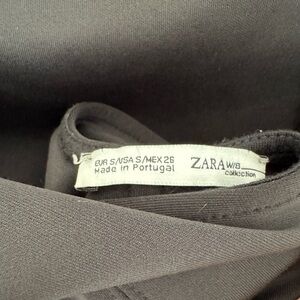 EUR S/USA S/MEX 26
Made in Portugal
ZARA W/B
collection